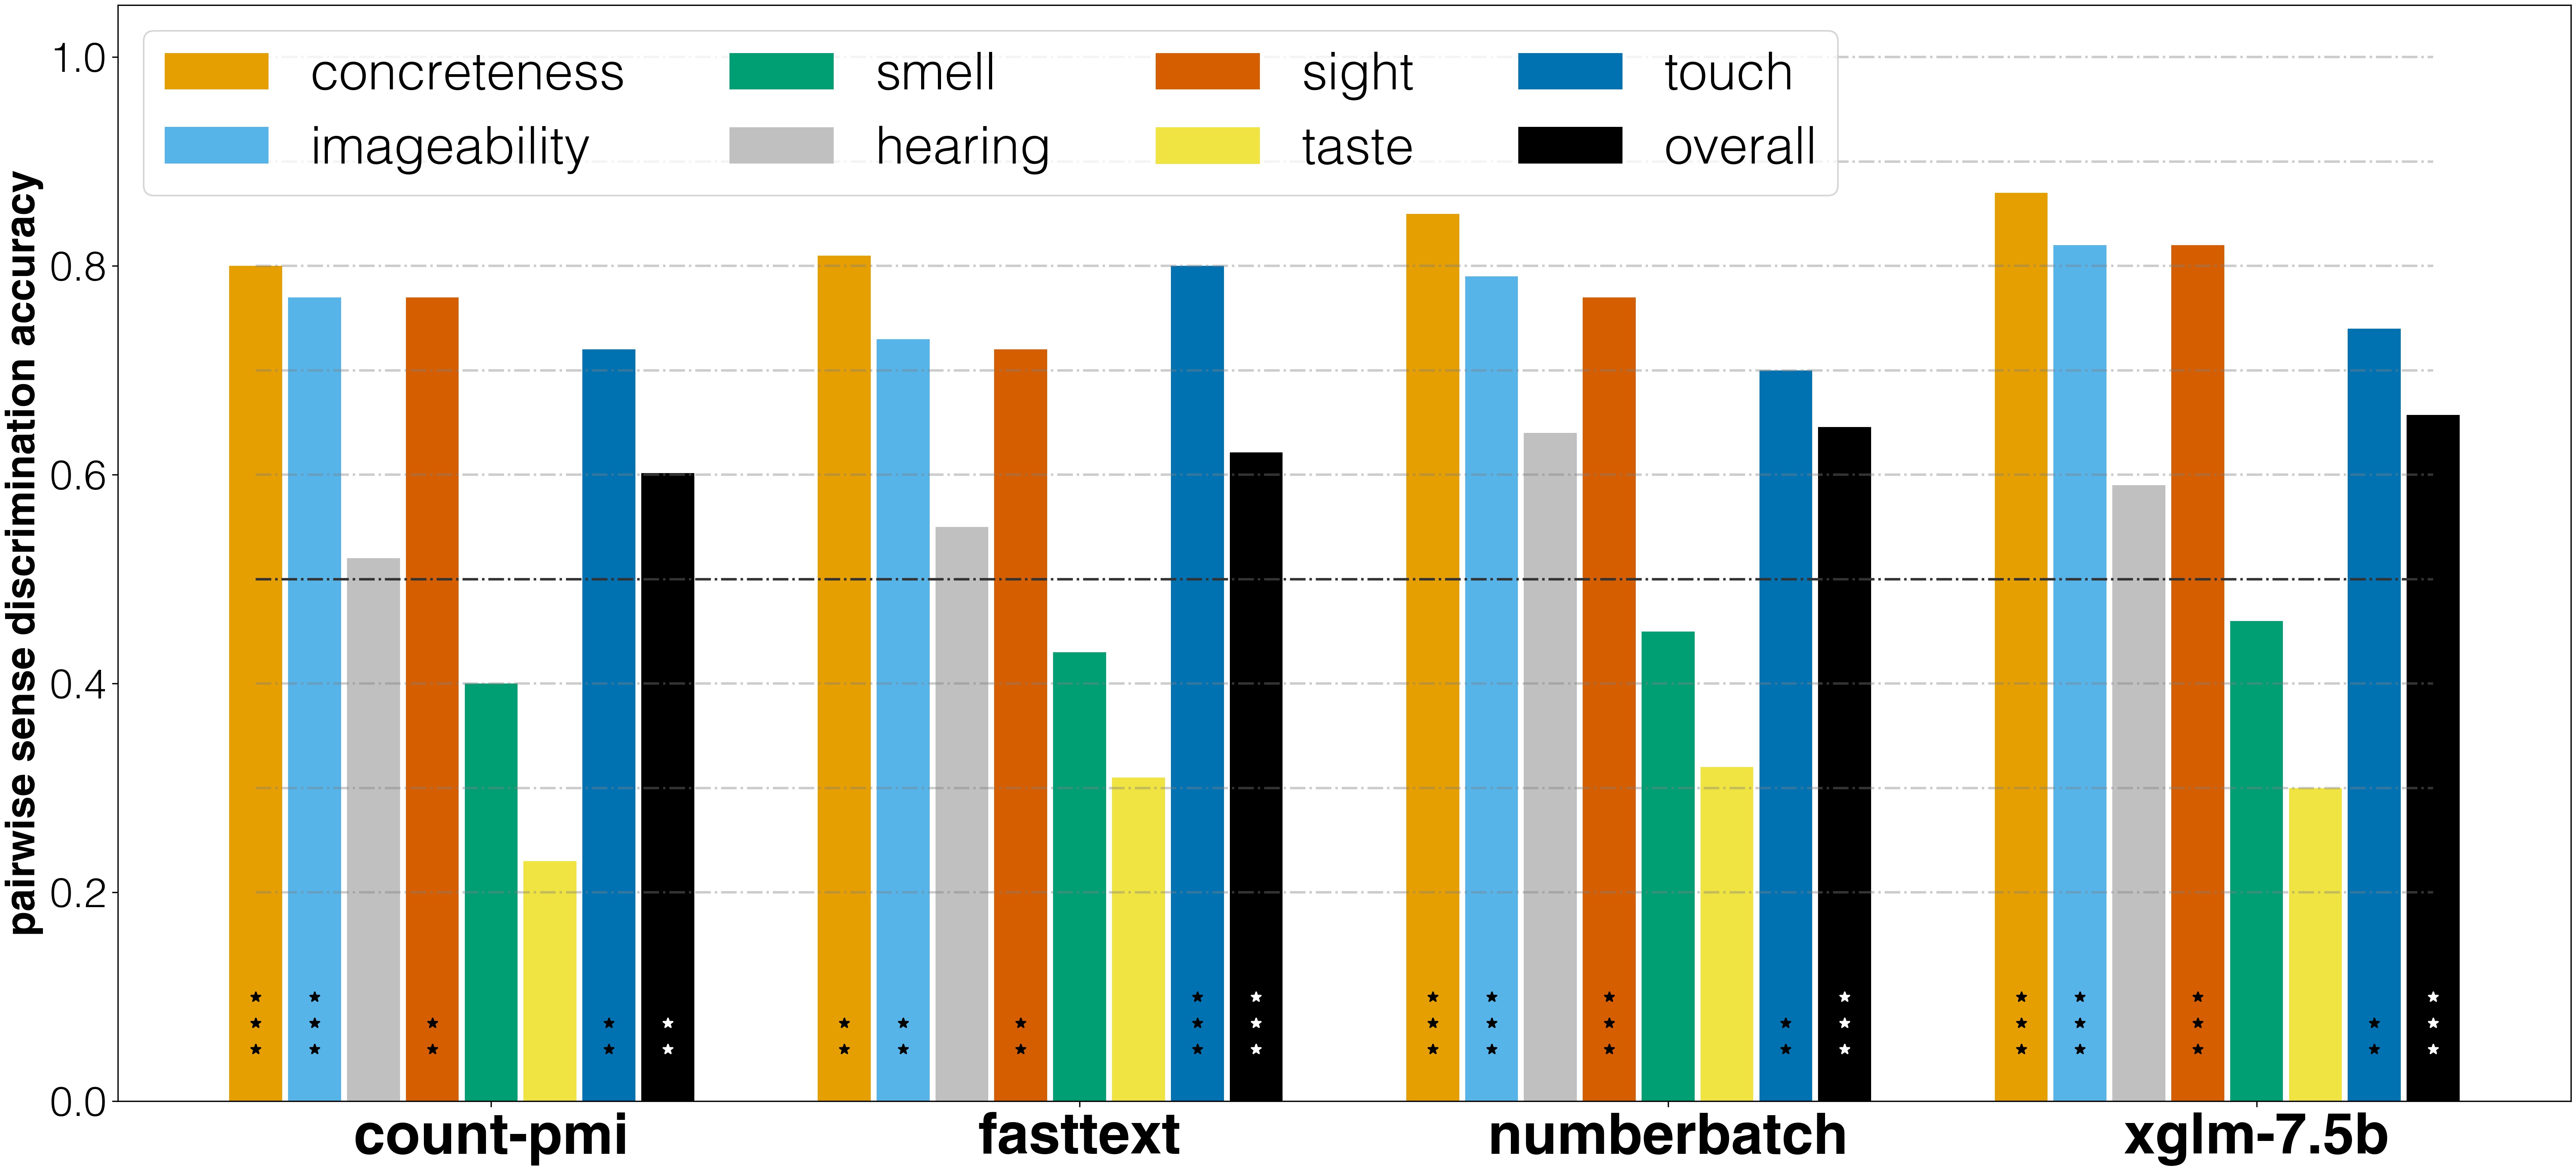 pairwise sense discrimination accuracy
1.0
0.8
0.6
0.4
0.2
0.0
concreteness smell sight touch
imageability hearing taste overall
count-pmi fasttext numberbatch xglm-7.5b